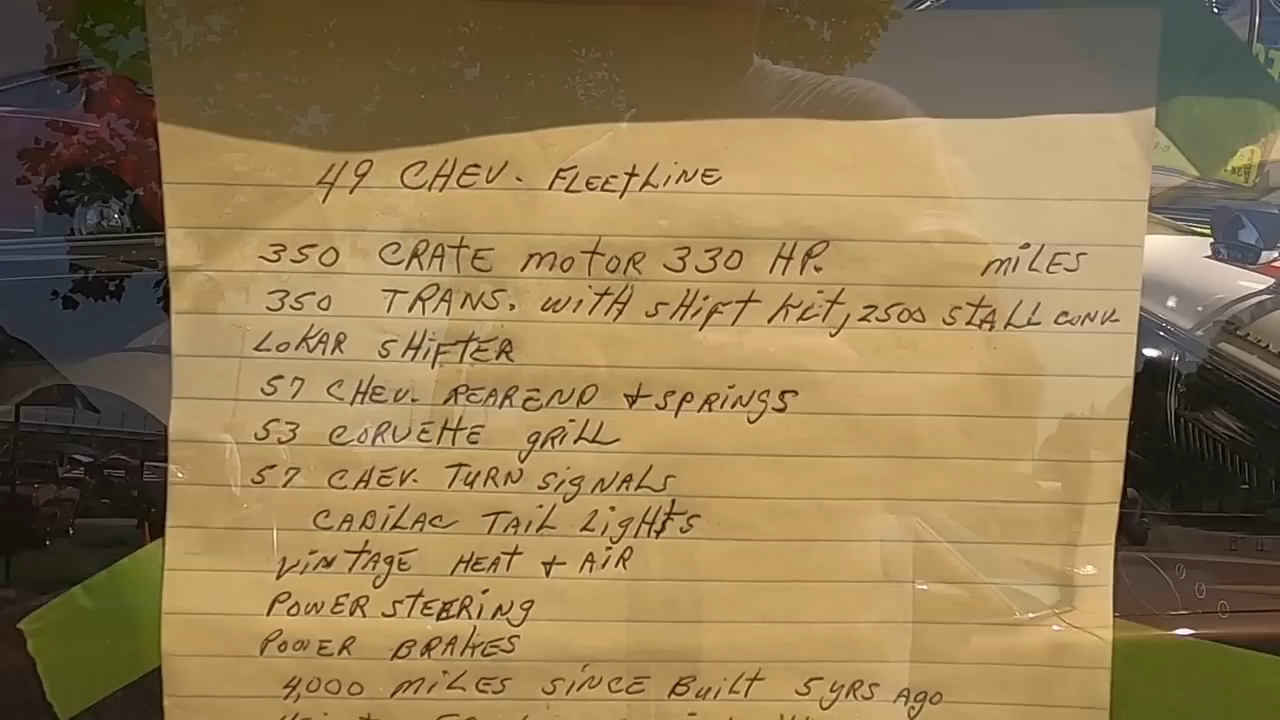 49 CHEV. FLEETLINE
350 CRATE MOTOR 330 HP. MILES
350 TRANS. WITH SHIFT KIT, 2500 STALL CONV
LOKAR SHIFTER
57 CHEV. REAREND + SPRINGS
53 CORVETTE GRILL
57 CHEV. TURN SIGNALS
CADILAC TAIL LIGHTS
VINTAGE HEAT + AIR
POWER STEERING
POWER BRAKES
4,000 MILES SINCE BUILT 5 YRS AGO